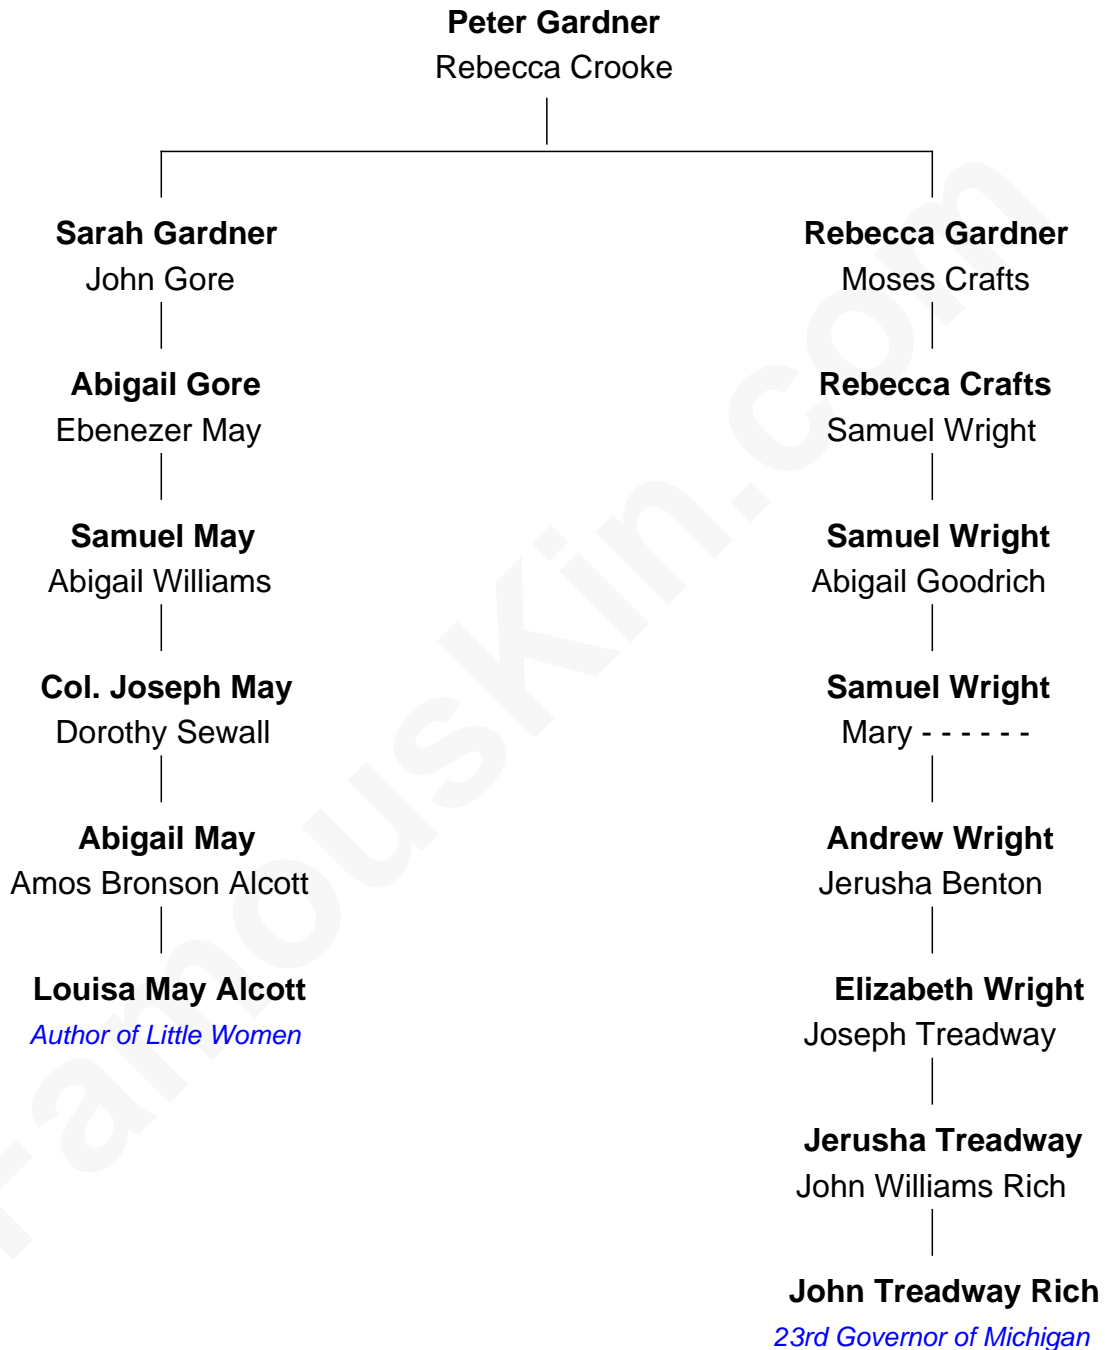 Peter Gardner
Rebecca Crooke
Sarah Gardner
John Gore
Rebecca Gardner
Moses Crafts
Abigail Gore
Ebenezer May
Rebecca Crafts
Samuel Wright
Samuel May
Abigail Williams
Samuel Wright
Abigail Goodrich
Col. Joseph May
Dorothy Sewall
Samuel Wright
Mary - - - - - -
Abigail May
Amos Bronson Alcott
Andrew Wright
Jerusha Benton
Louisa May Alcott
Author of Little Women
Elizabeth Wright
Joseph Treadway
Jerusha Treadway
John Williams Rich
John Treadway Rich
23rd Governor of Michigan
FamousKin.com